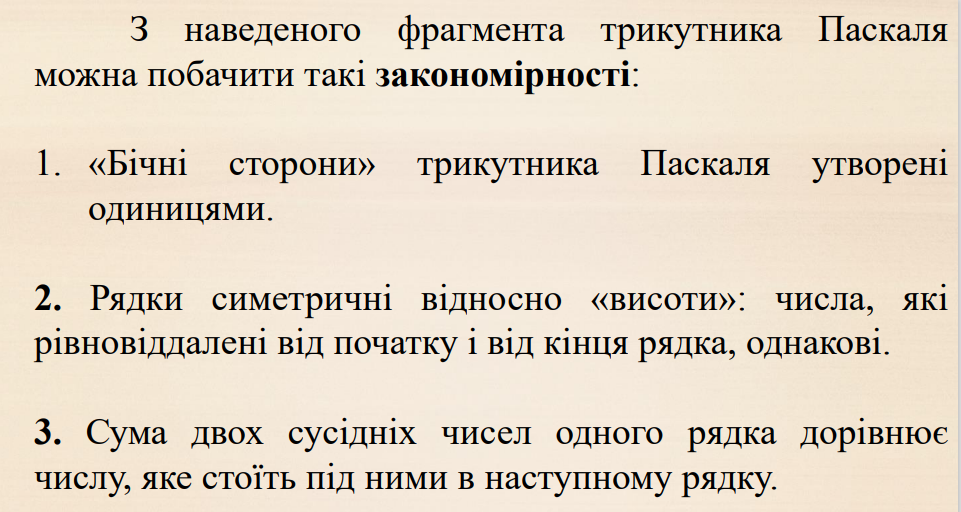 З наведеного фрагмента трикутника Паскаля
можна побачити такі закономірності:
1. «Бічні сторони» трикутника Паскаля утворені
одиницями.
2. Рядки симетричні відносно «висоти»: числа, які
рівновіддалені від початку і від кінця рядка, однакові.
3. Сума двох сусідніх чисел одного рядка дорівнює
числу, яке стоїть під ними в наступному рядку.